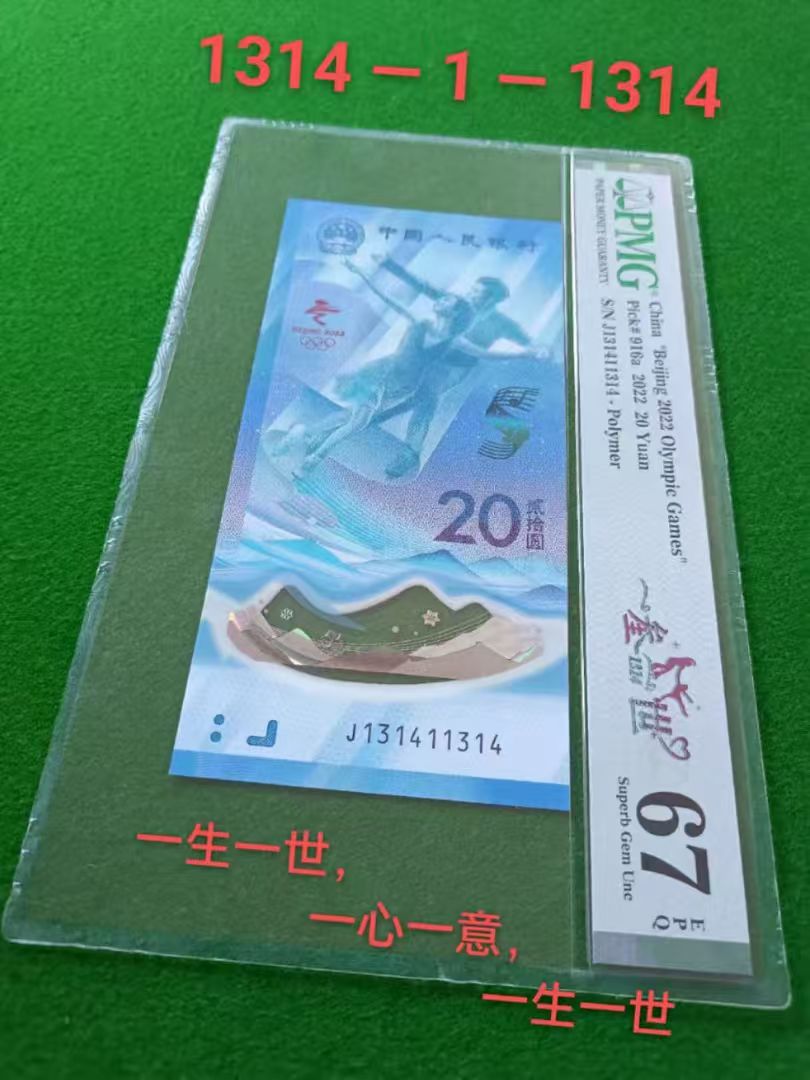 1314 — 1 — 1314
中国人民银行
BEIJING 2022
20
贰拾圆
J131411314
PMG
PAPER MONEY GUARANTY
China "Beijing 2022 Olympic Games"
Pick# 916a 2022 20 Yuan
S/N J131411314 - Polymer
一生一世
1314
67
EPQ
Superb Gem Unc
一生一世，
一心一意，
一生一世